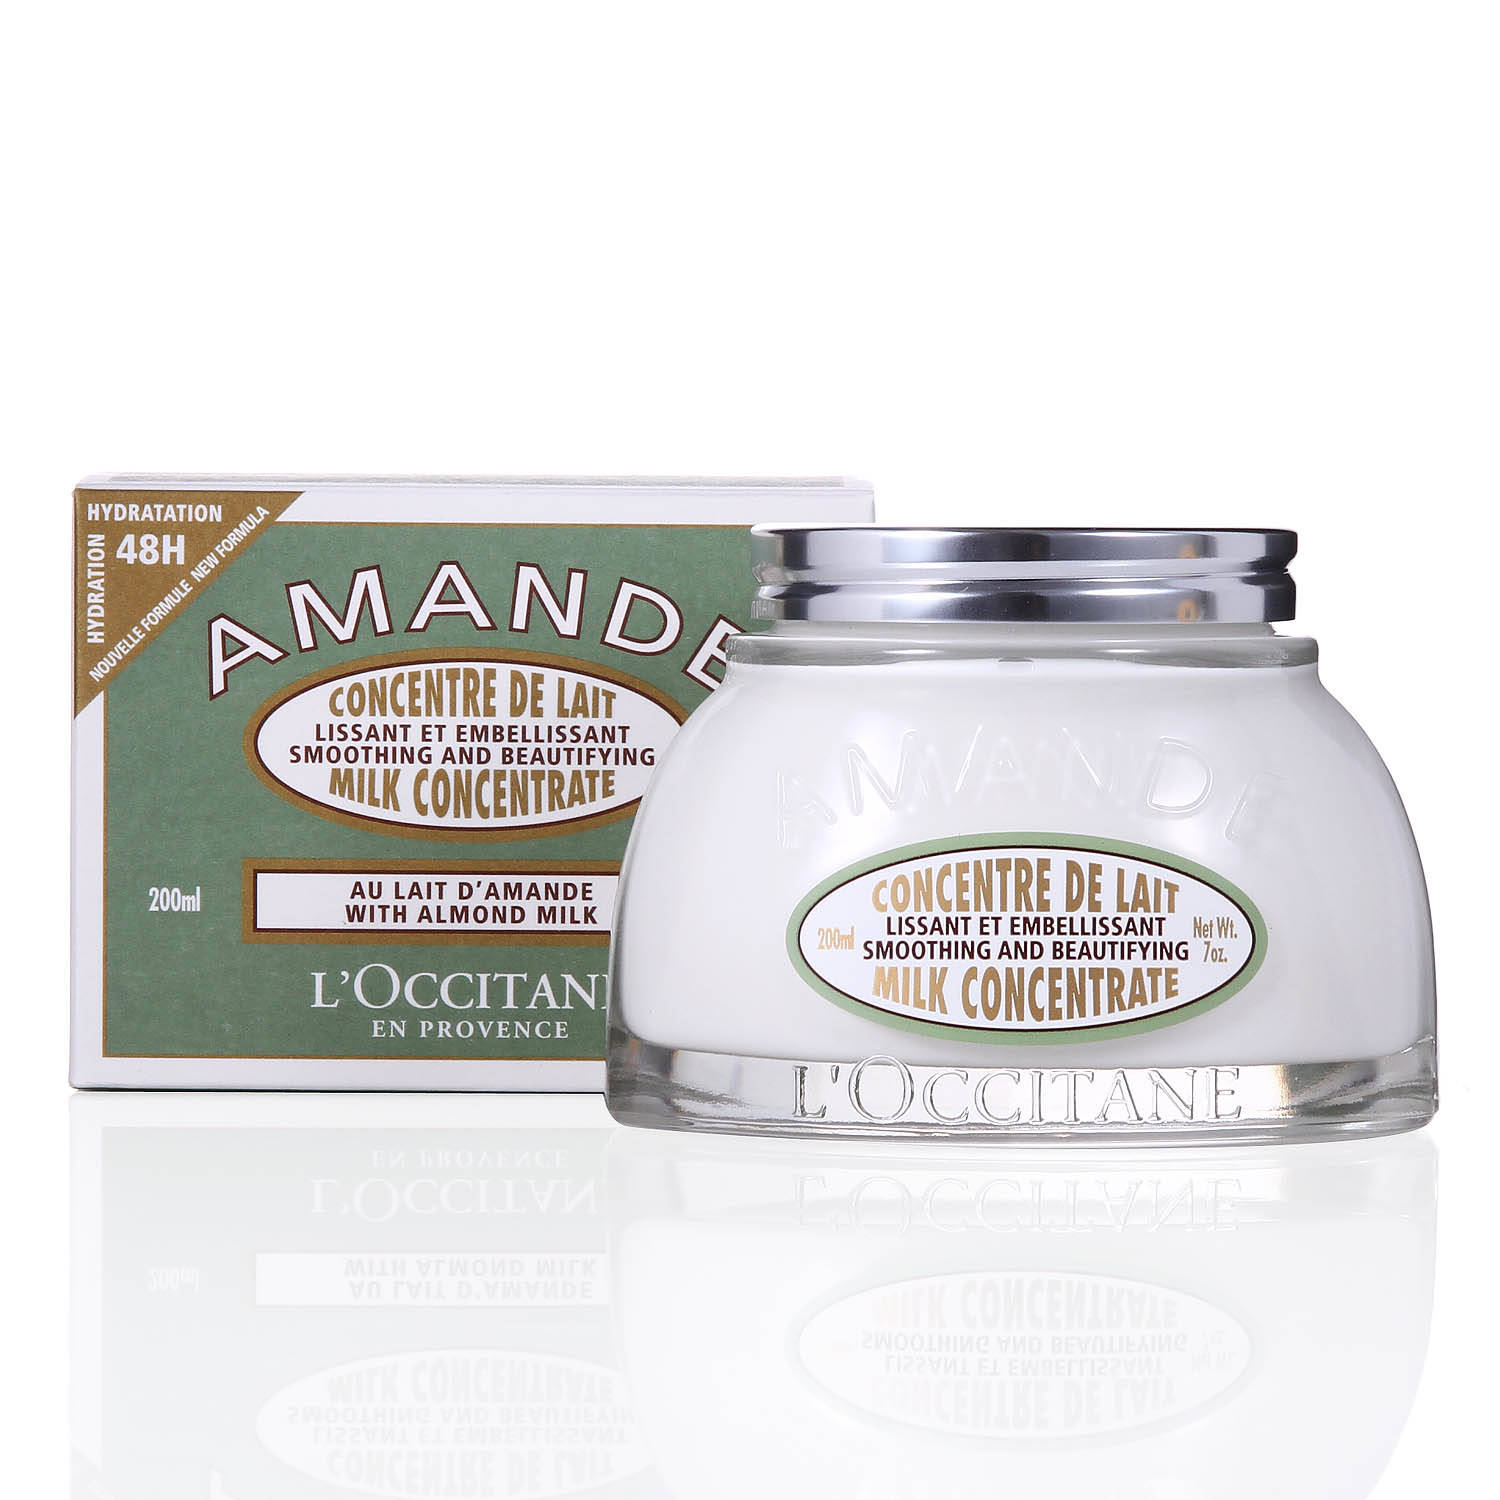 HYDRATATION
HYDRATION
48H
NOUVELLE FORMULE NEW FORMULA
AMANDE
CONCENTRE DE LAIT
LISSANT ET EMBELLISSANT
SMOOTHING AND BEAUTIFYING
MILK CONCENTRATE
200ml
AU LAIT D'AMANDE
WITH ALMOND MILK
L'OCCITANE
EN PROVENCE
AMANDE
CONCENTRE DE LAIT
LISSANT ET EMBELLISSANT
200ml
SMOOTHING AND BEAUTIFYING
Net Wt.
7oz.
MILK CONCENTRATE
L'OCCITANE